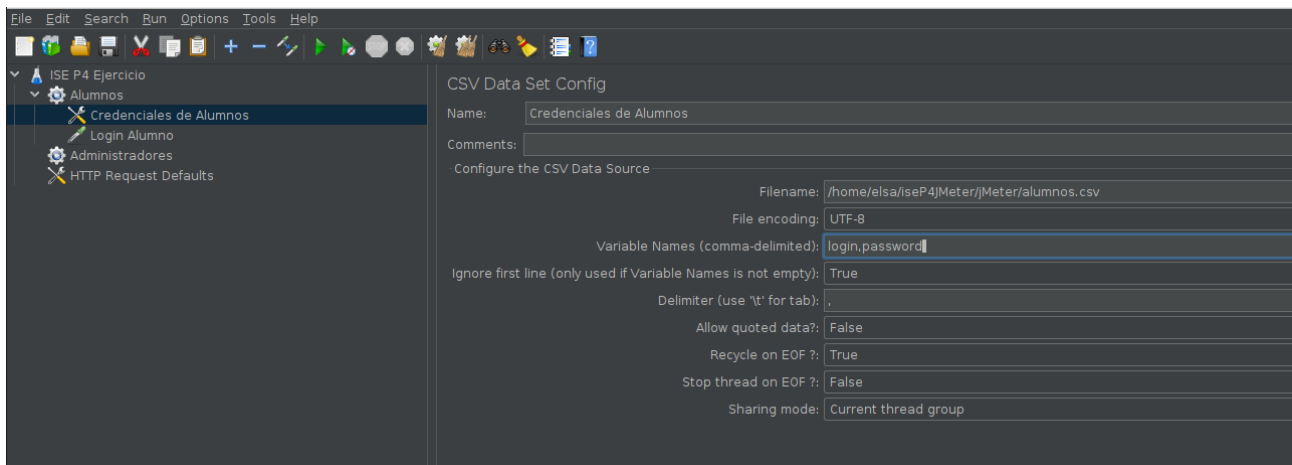 File Edit Search Run Options Tools Help
ISE P4 Ejercicio
Alumnos
Credenciales de Alumnos
Login Alumno
Administradores
HTTP Request Defaults
CSV Data Set Config
Name: Credenciales de Alumnos
Comments:
Configure the CSV Data Source
Filename: /home/elsa/iseP4JMeter/jMeter/alumnos.csv
File encoding: UTF-8
Variable Names (comma-delimited): login,password
Ignore first line (only used if Variable Names is not empty): True
Delimiter (use '\t' for tab): ,
Allow quoted data?: False
Recycle on EOF ?: True
Stop thread on EOF ?: False
Sharing mode: Current thread group